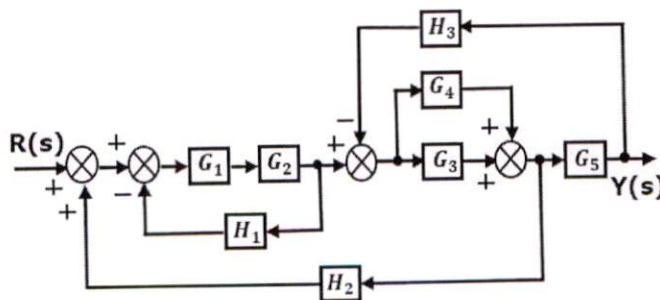 H₃
G₄
R(s)
+
+
+
+
−
G₁
G₂
+
−
G₃
+
+
G₅
Y(s)
H₁
H₂